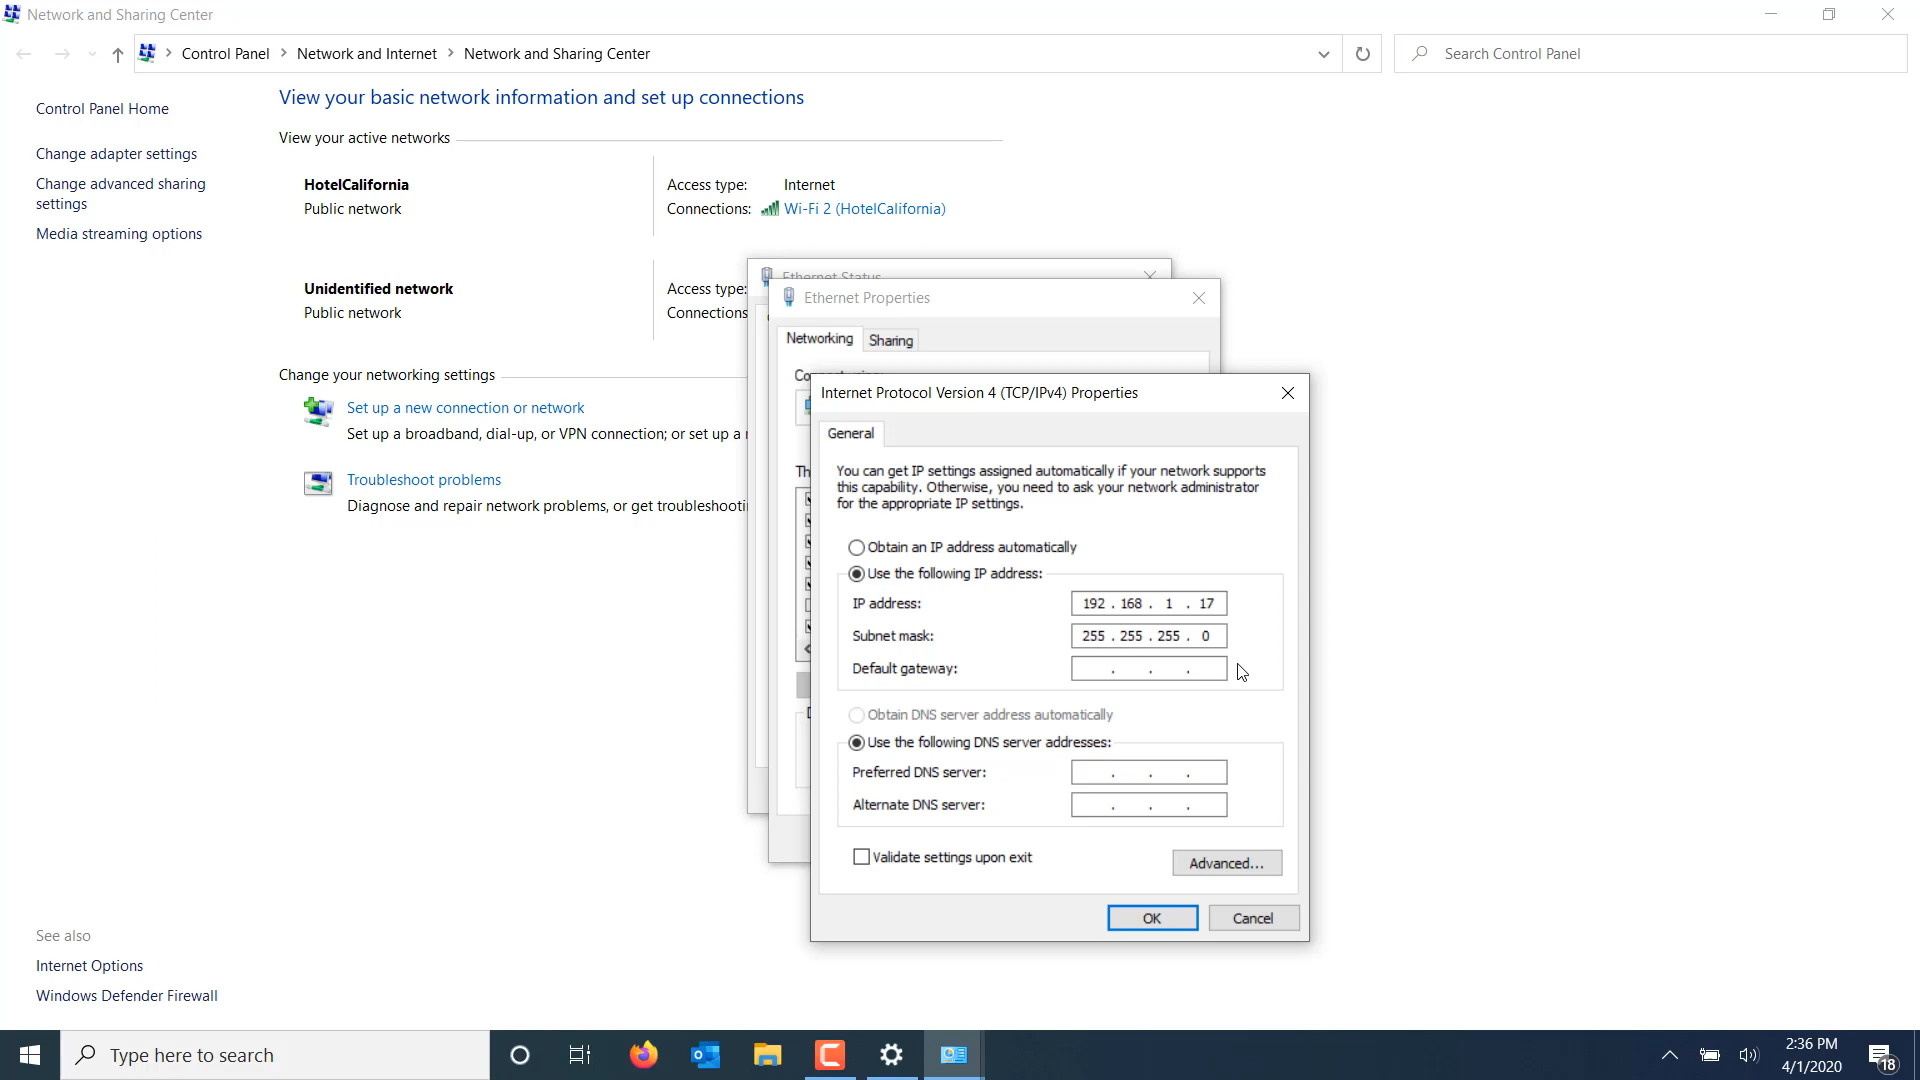 Network and Sharing Center
Control Panel > Network and Internet > Network and Sharing Center
Search Control Panel
Control Panel Home
Change adapter settings
Change advanced sharing
settings
Media streaming options
View your basic network information and set up connections
View your active networks
HotelCalifornia
Public network
Access type: Internet
Connections: Wi-Fi 2 (HotelCalifornia)
Unidentified network
Public network
Access type:
Connections
Change your networking settings
Set up a new connection or network
Set up a broadband, dial-up, or VPN connection; or set up a
Troubleshoot problems
Diagnose and repair network problems, or get troubleshooti
Ethernet Status
Ethernet Properties
Networking
Sharing
Internet Protocol Version 4 (TCP/IPv4) Properties
General
You can get IP settings assigned automatically if your network supports
this capability. Otherwise, you need to ask your network administrator
for the appropriate IP settings.
Obtain an IP address automatically
Use the following IP address:
IP address: 192 . 168 . 1 . 17
Subnet mask: 255 . 255 . 255 . 0
Default gateway: . . .
Obtain DNS server address automatically
Use the following DNS server addresses:
Preferred DNS server: . . .
Alternate DNS server: . . .
Validate settings upon exit
Advanced...
OK
Cancel
See also
Internet Options
Windows Defender Firewall
Type here to search
2:36 PM
4/1/2020
18